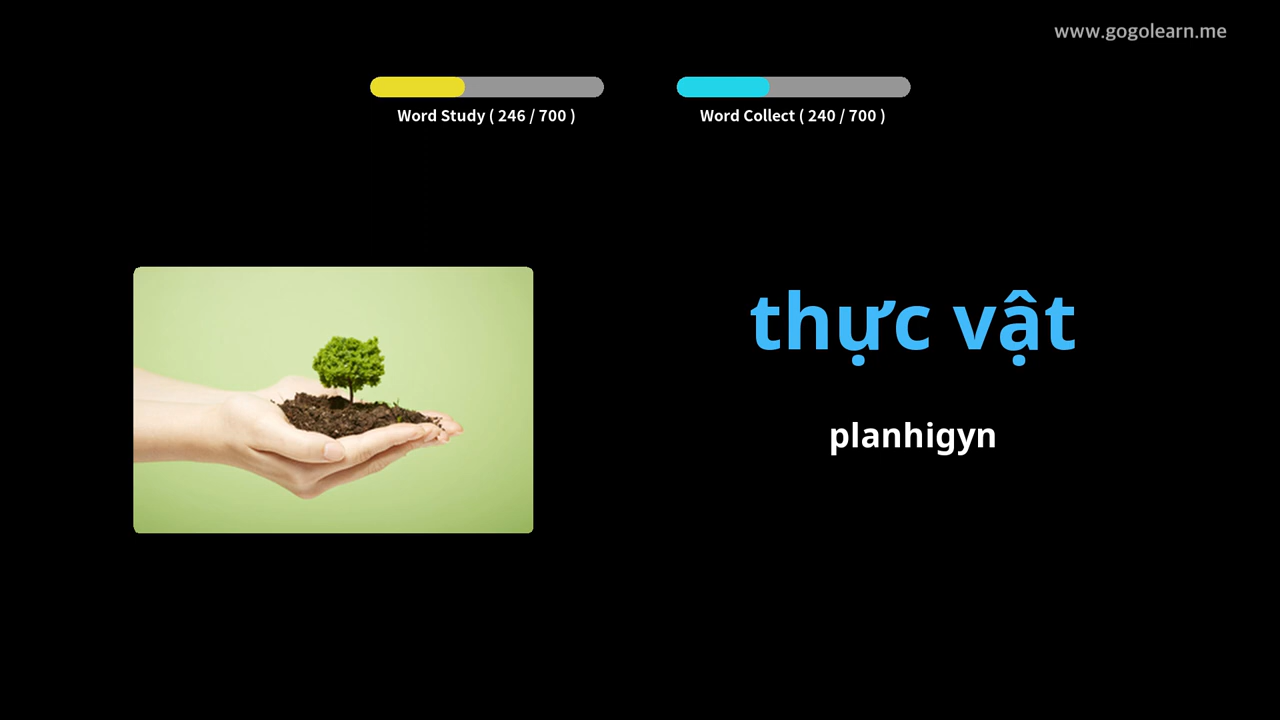 www.gogolearn.me
Word Study ( 246 / 700 )
Word Collect ( 240 / 700 )
thực vật
planhigyn